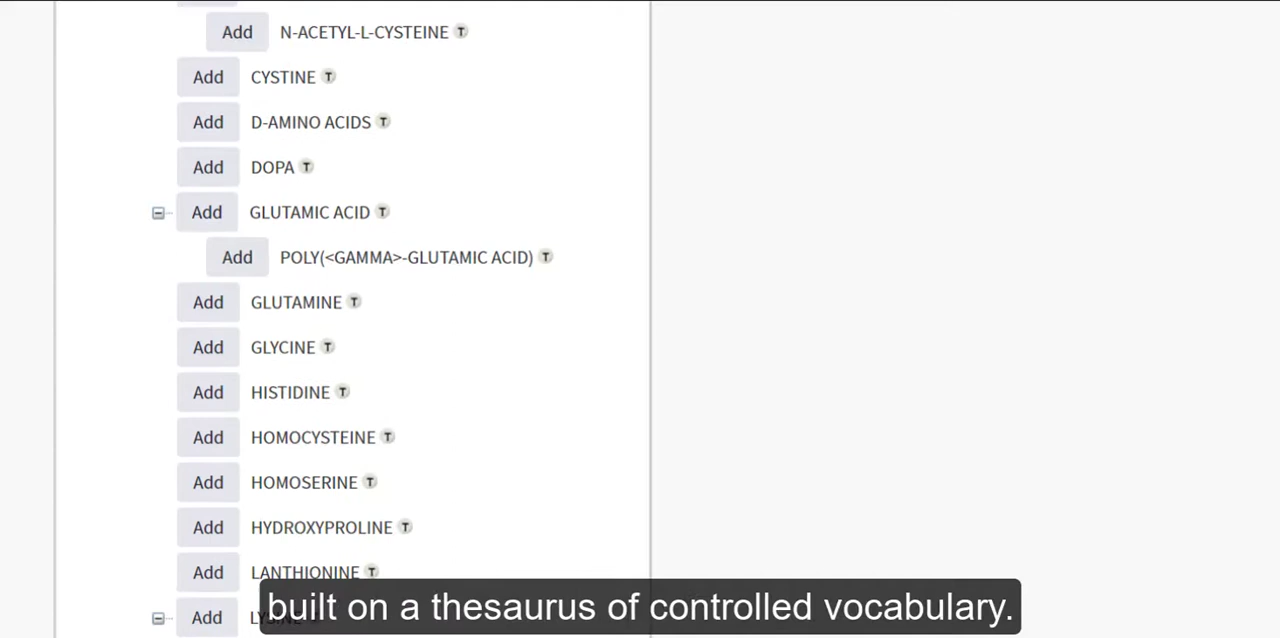 Add N-ACETYL-L-CYSTEINE T
Add CYSTINE T
Add D-AMINO ACIDS T
Add DOPA T
Add GLUTAMIC ACID T
Add POLY(<GAMMA>-GLUTAMIC ACID) T
Add GLUTAMINE T
Add GLYCINE T
Add HISTIDINE T
Add HOMOCYSTEINE T
Add HOMOSERINE T
Add HYDROXYPROLINE T
Add LANTHIONINE T
Add LYSINE
built on a thesaurus of controlled vocabulary.